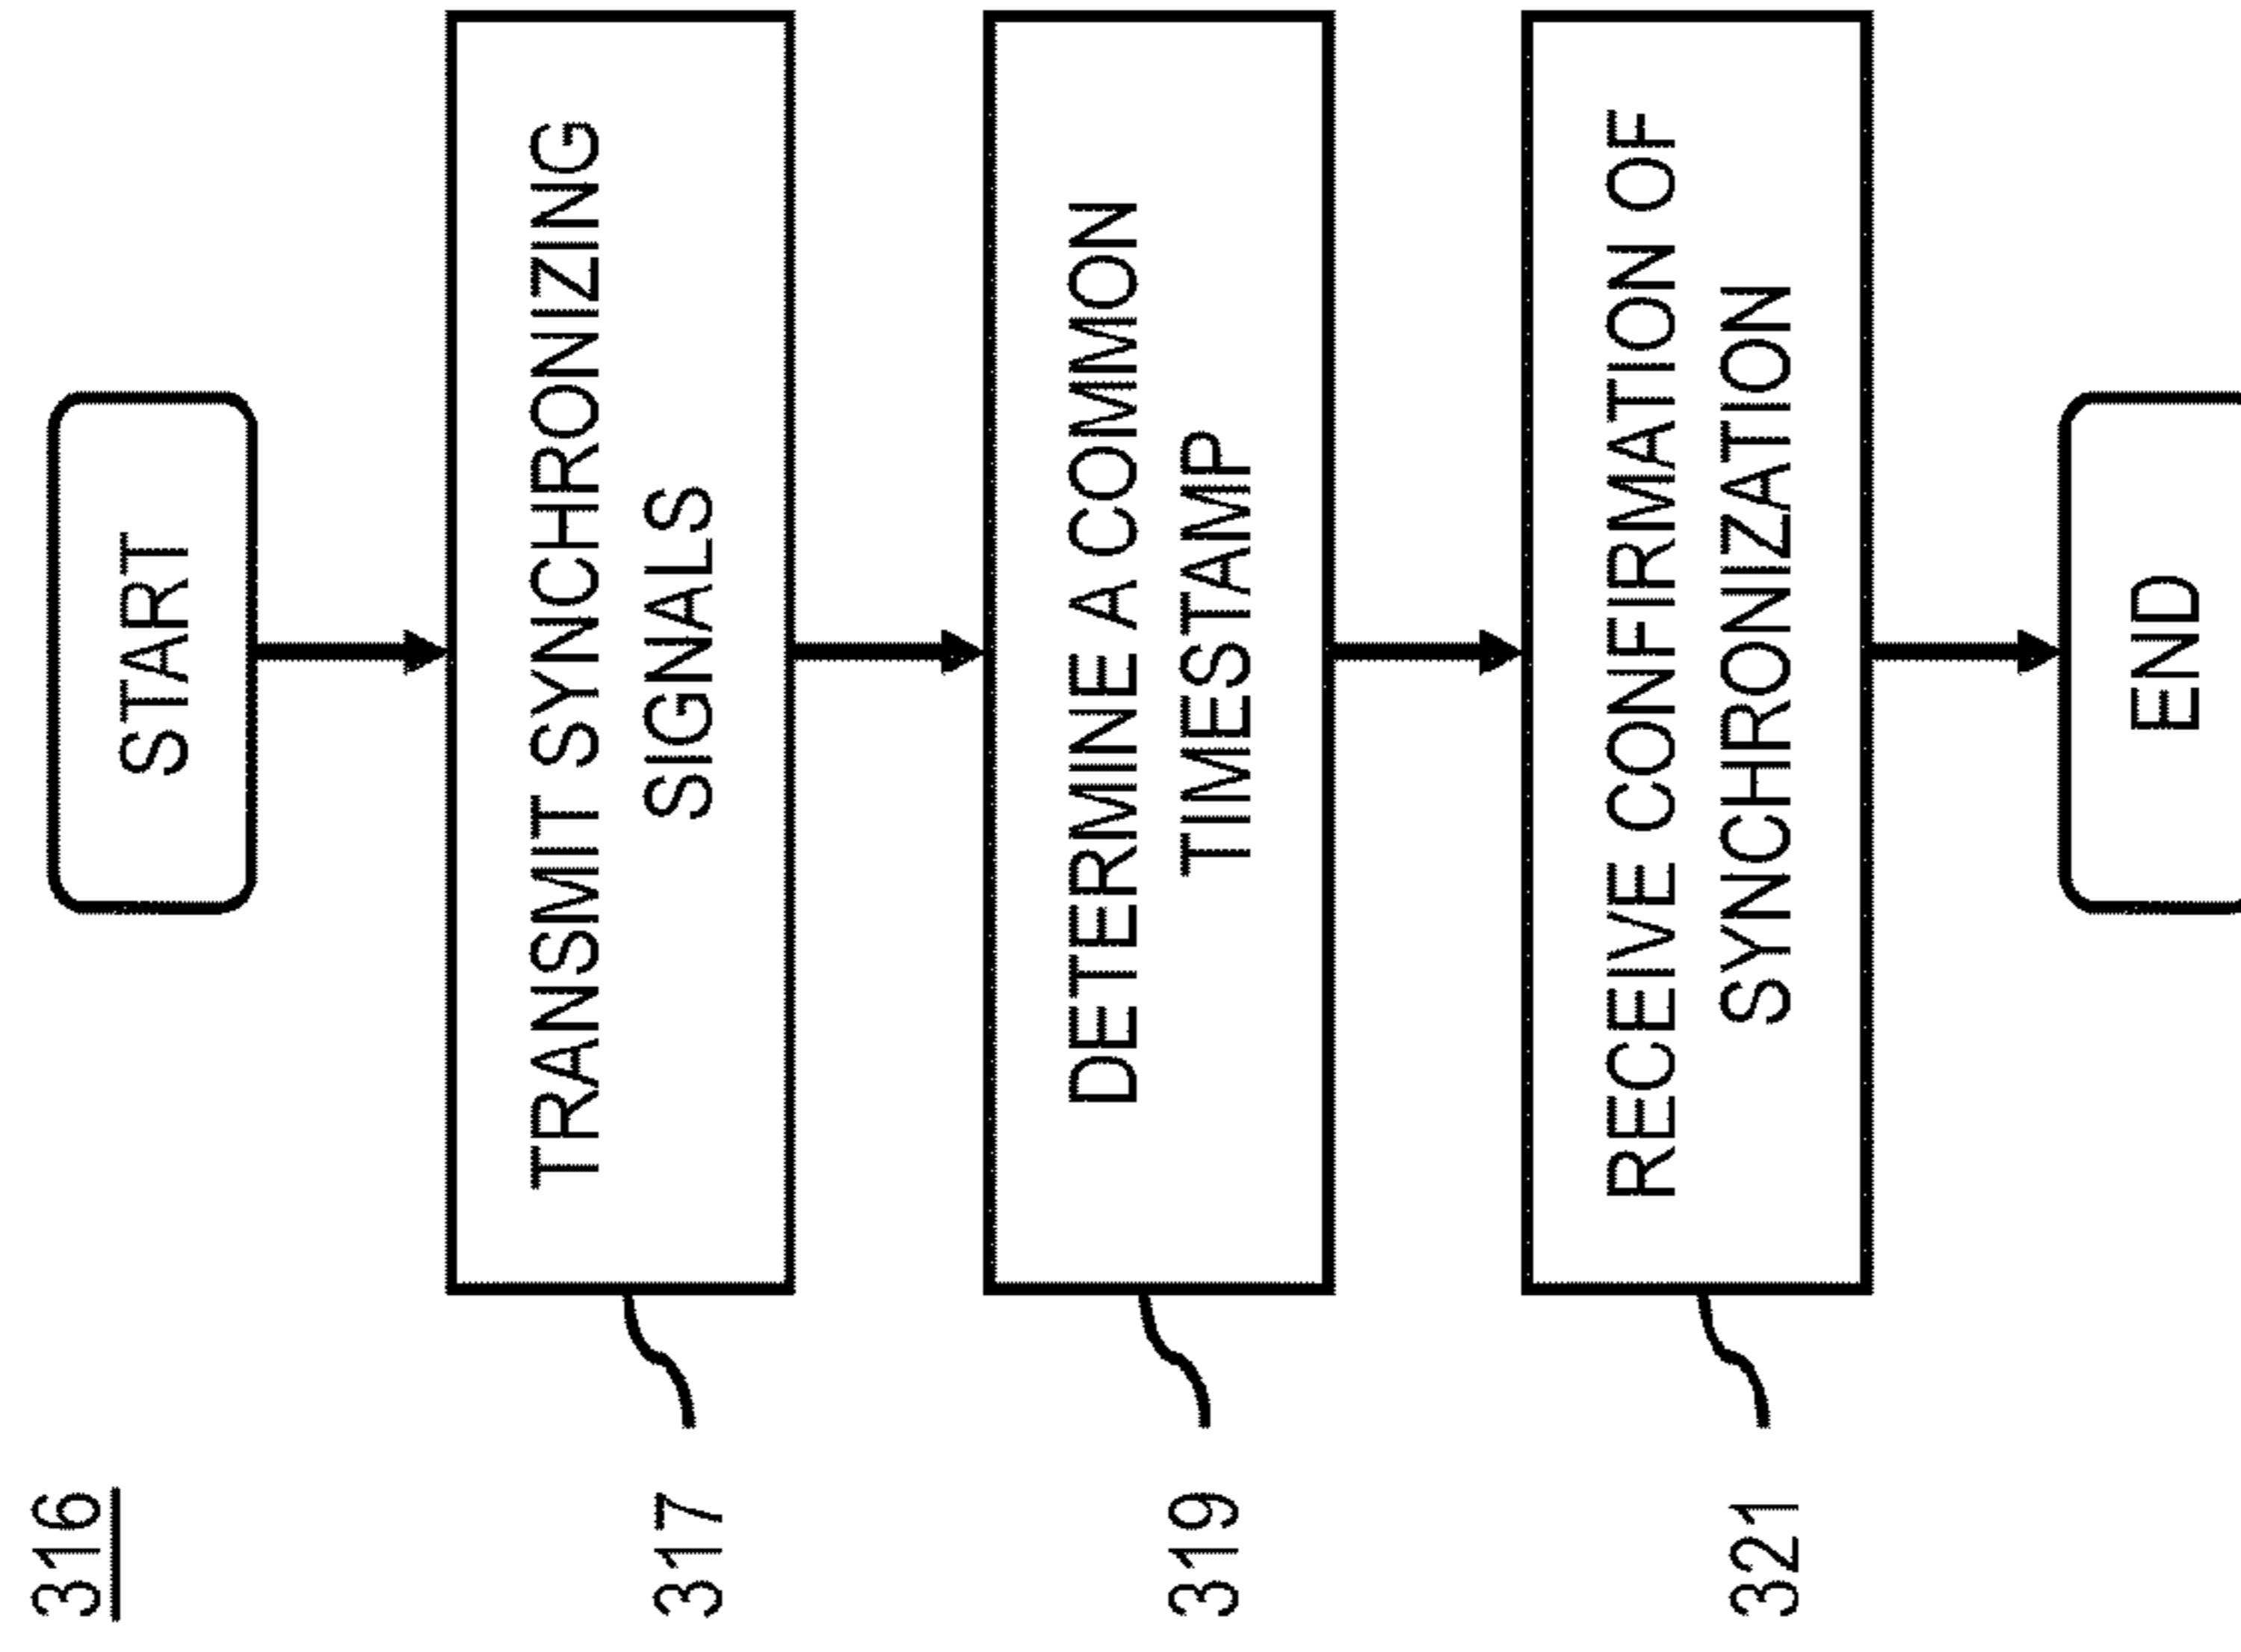 316
START
317
TRANSMIT SYNCHRONIZING
SIGNALS
319
DETERMINE A COMMON
TIMESTAMP
321
RECEIVE CONFIRMATION OF
SYNCHRONIZATION
END